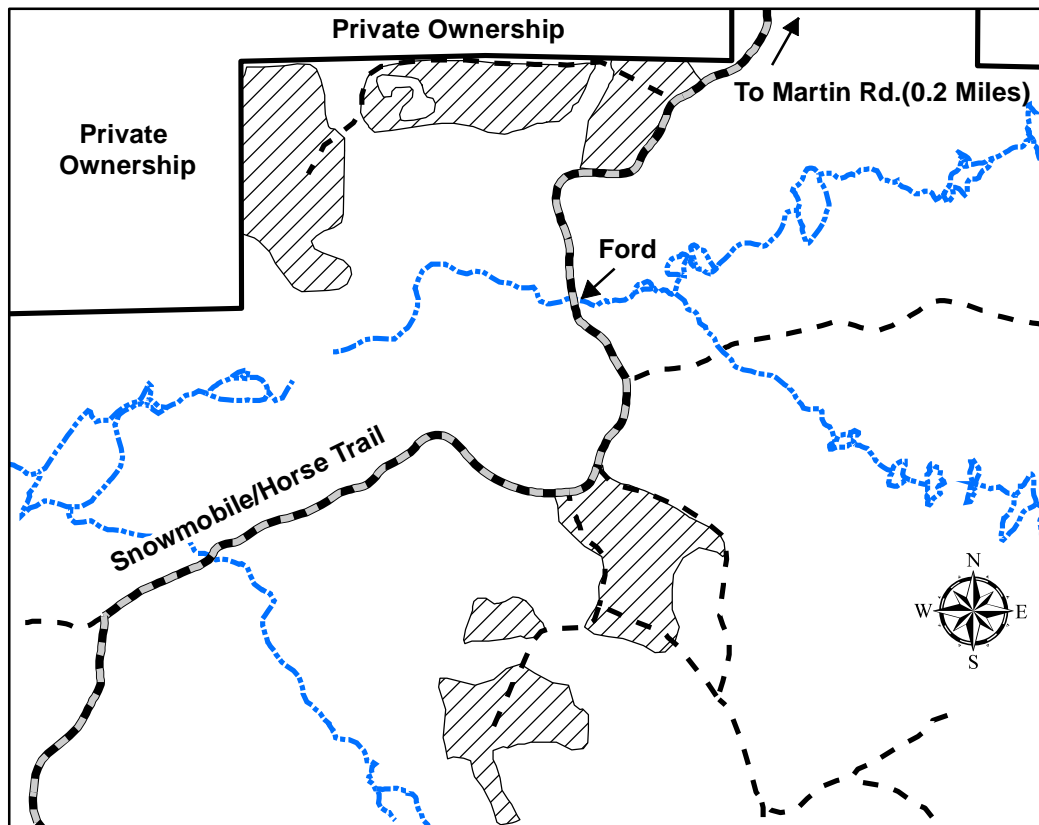 Private Ownership
To Martin Rd.(0.2 Miles)
Private
Ownership
Ford
Snowmobile/Horse Trail
N
W E
S